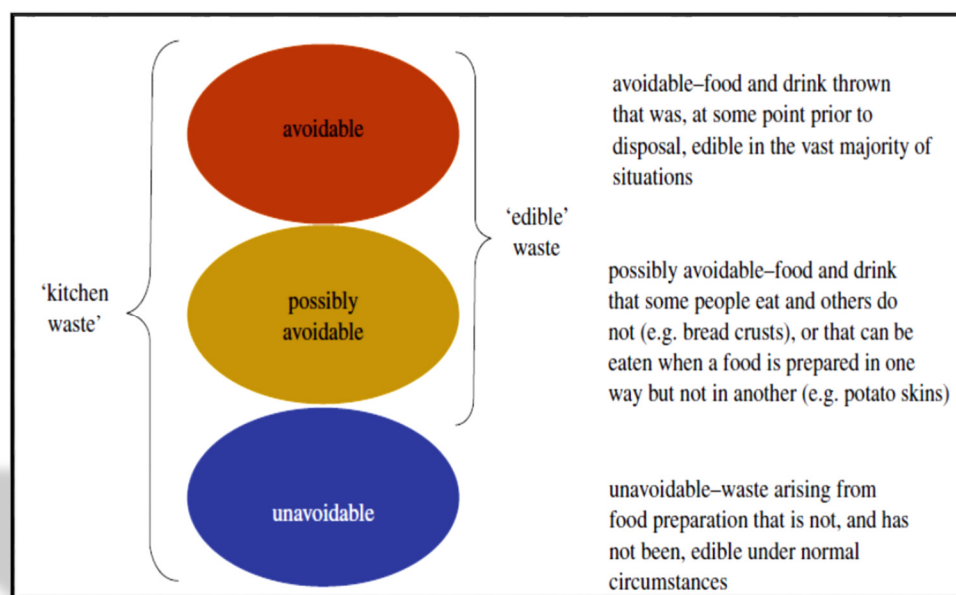 avoidable
possibly
avoidable
unavoidable
‘kitchen
waste’
‘edible’
waste
avoidable–food and drink thrown
that was, at some point prior to
disposal, edible in the vast majority of
situations
possibly avoidable–food and drink
that some people eat and others do
not (e.g. bread crusts), or that can be
eaten when a food is prepared in one
way but not in another (e.g. potato skins)
unavoidable–waste arising from
food preparation that is not, and has
not been, edible under normal
circumstances